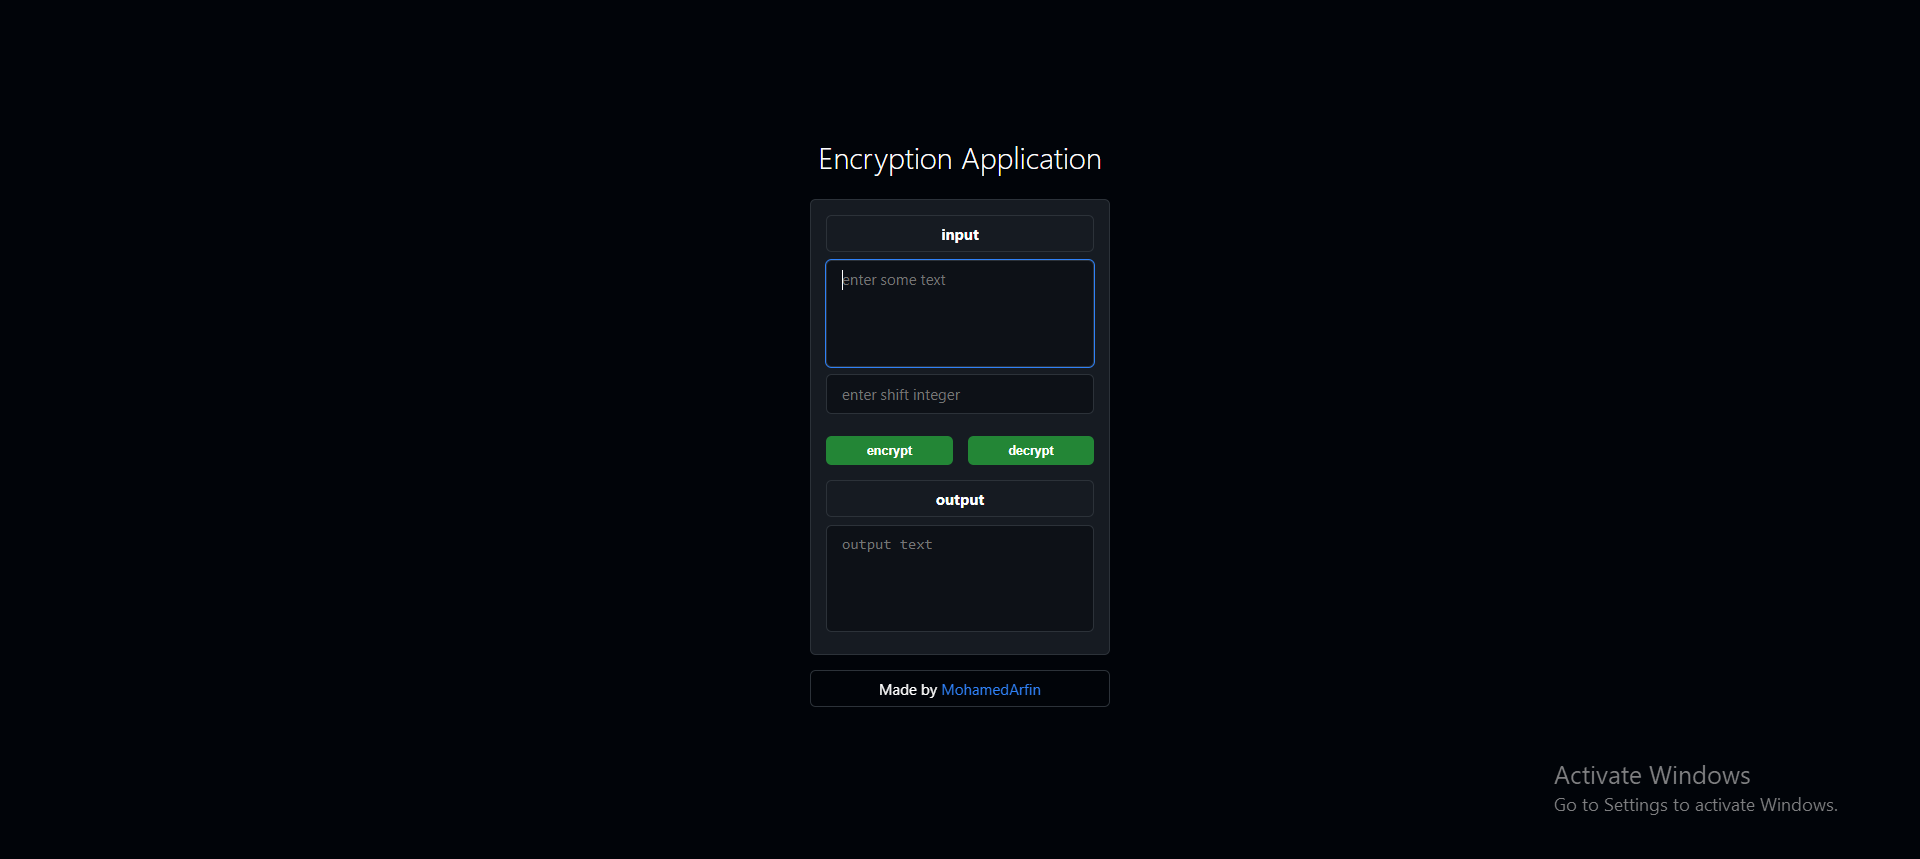 Encryption Application
input
enter some text
enter shift integer
encrypt decrypt
output
output text
Made by MohamedArfin
Activate Windows
Go to Settings to activate Windows.